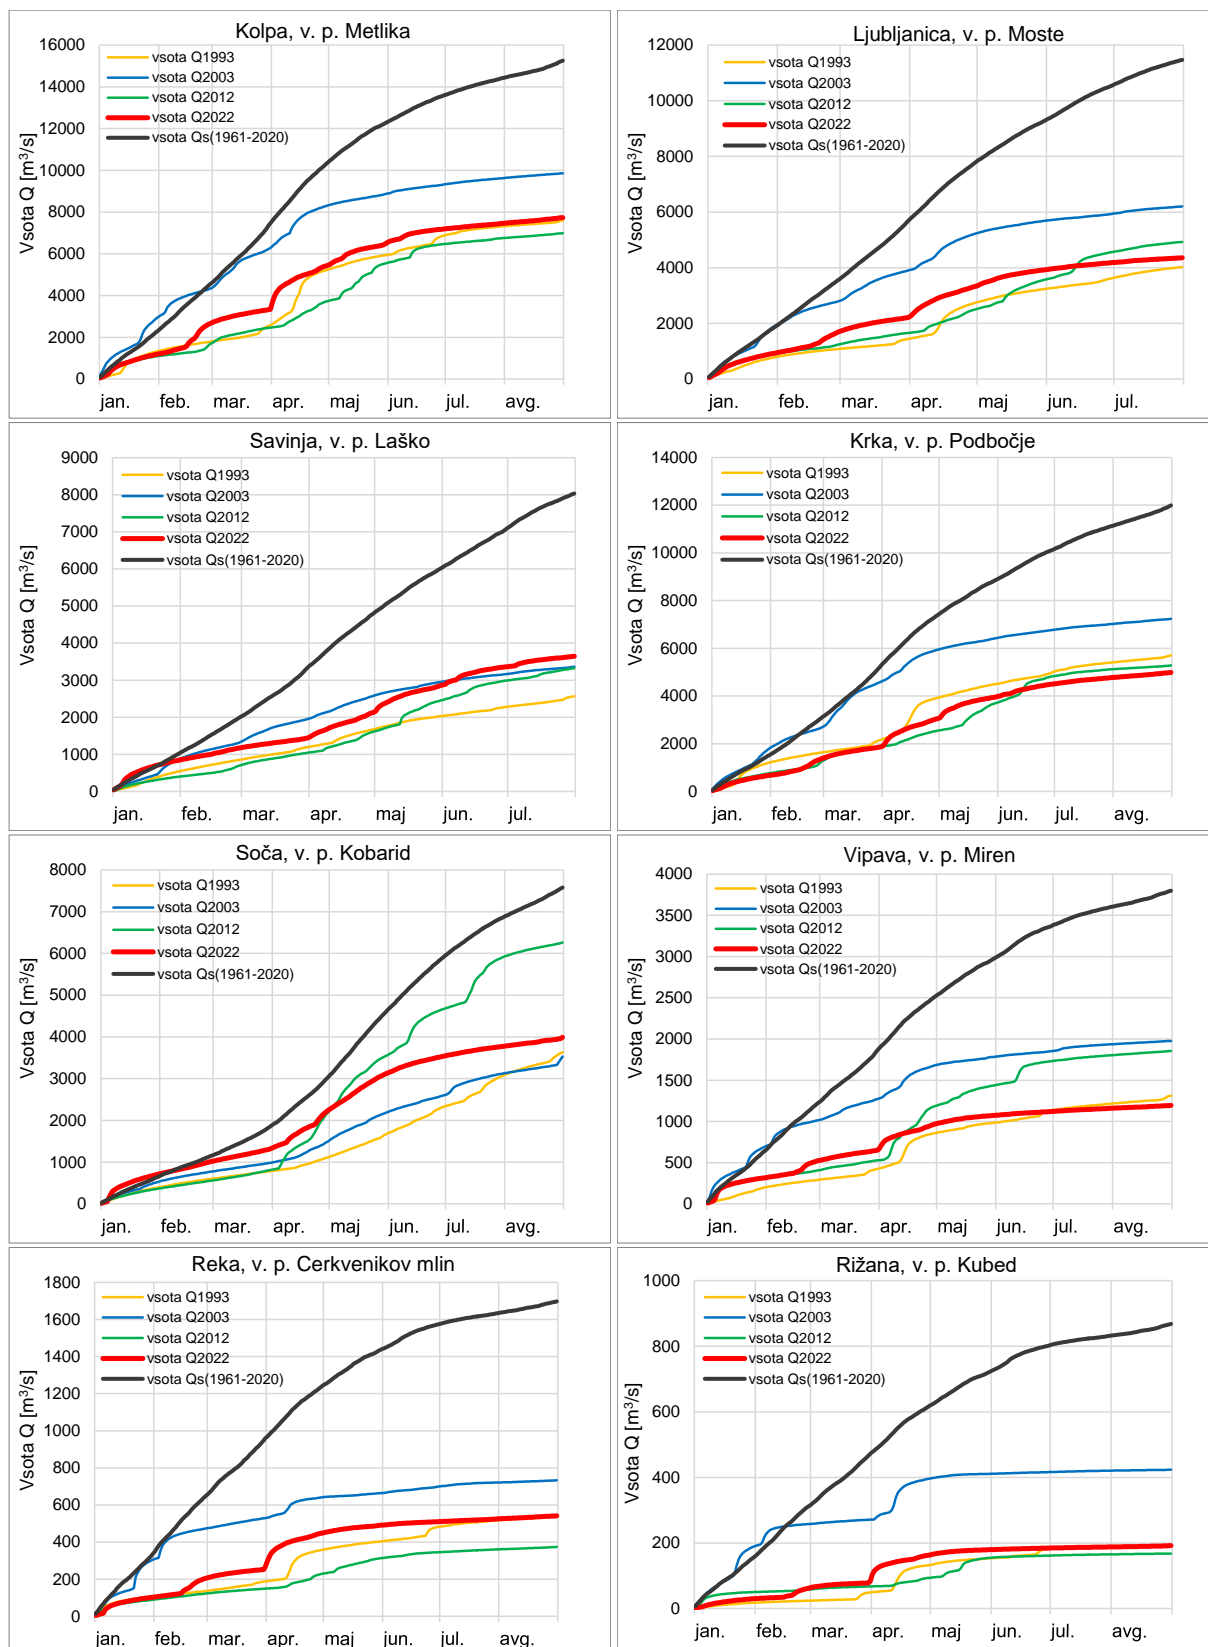 Kolpa, v. p. Metlika
Vsota Q [m³/s]
16000
14000
12000
10000
8000
6000
4000
2000
0
vsota Q1993
vsota Q2003
vsota Q2012
vsota Q2022
vsota Qs(1961-2020)
jan. feb. mar. apr. maj jun. jul. avg.
Ljubljanica, v. p. Moste
Vsota Q [m³/s]
12000
10000
8000
6000
4000
2000
0
vsota Q1993
vsota Q2003
vsota Q2012
vsota Q2022
vsota Qs(1961-2020)
jan. feb. mar. apr. maj jun. jul.
Savinja, v. p. Laško
Vsota Q [m³/s]
9000
8000
7000
6000
5000
4000
3000
2000
1000
0
vsota Q1993
vsota Q2003
vsota Q2012
vsota Q2022
vsota Qs(1961-2020)
jan. feb. mar. apr. maj jun. jul.
Krka, v. p. Podbočje
Vsota Q [m³/s]
14000
12000
10000
8000
6000
4000
2000
0
vsota Q1993
vsota Q2003
vsota Q2012
vsota Q2022
vsota Qs(1961-2020)
jan. feb. mar. apr. maj jun. jul. avg.
Soča, v. p. Kobarid
Vsota Q [m³/s]
8000
7000
6000
5000
4000
3000
2000
1000
0
vsota Q1993
vsota Q2003
vsota Q2012
vsota Q2022
vsota Qs(1961-2020)
jan. feb. mar. apr. maj jun. jul. avg.
Vipava, v. p. Miren
Vsota Q [m³/s]
4000
3500
3000
2500
2000
1500
1000
500
0
vsota Q1993
vsota Q2003
vsota Q2012
vsota Q2022
vsota Qs(1961-2020)
jan. feb. mar. apr. maj jun. jul. avg.
Reka, v. p. Cerkvenikov mlin
Vsota Q [m³/s]
1800
1600
1400
1200
1000
800
600
400
200
0
vsota Q1993
vsota Q2003
vsota Q2012
vsota Q2022
vsota Qs(1961-2020)
jan. feb. mar. apr. maj jun. jul. avg.
Rižana, v. p. Kubed
Vsota Q [m³/s]
1000
800
600
400
200
0
vsota Q1993
vsota Q2003
vsota Q2012
vsota Q2022
vsota Qs(1961-2020)
jan. feb. mar. apr. maj jun. jul. avg.